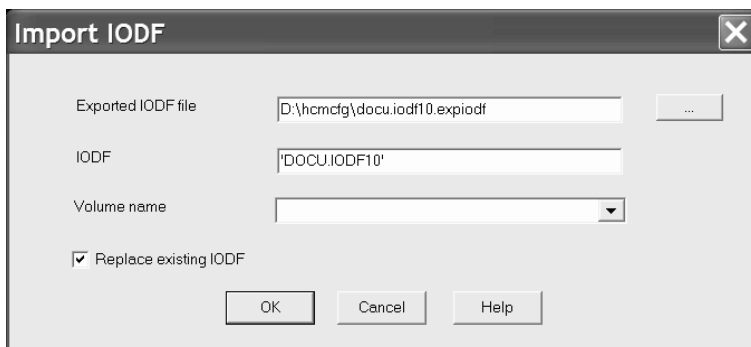 Import IODF
Exported IODF file D:\hcmcfg\docu.iodf10.expiodf ...
IODF 'DOCU.IODF10'
Volume name
Replace existing IODF
OK Cancel Help